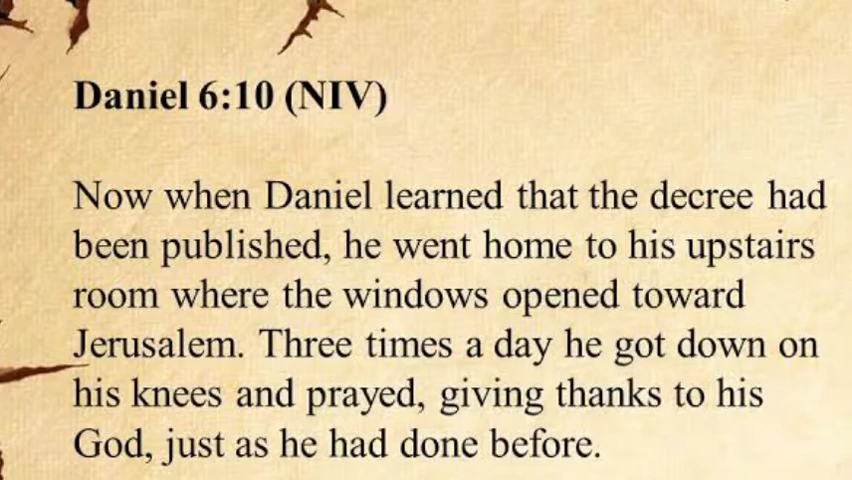 Daniel 6:10 (NIV)
Now when Daniel learned that the decree had
been published, he went home to his upstairs
room where the windows opened toward
Jerusalem. Three times a day he got down on
his knees and prayed, giving thanks to his
God, just as he had done before.